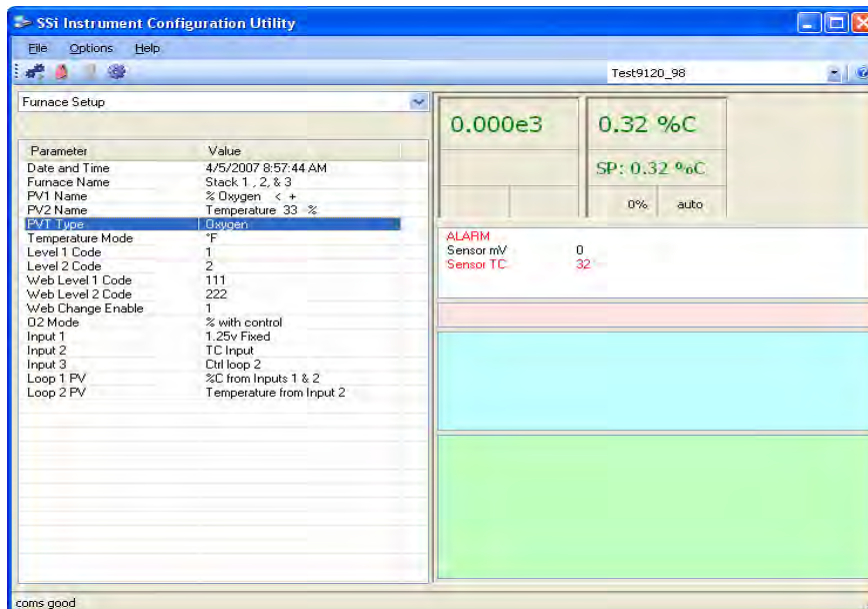 SSi Instrument Configuration Utility
File Options Help
Test9120_98
Furnace Setup
Parameter Value
Date and Time 4/5/2007 8:57:44 AM
Furnace Name Stack 1 , 2, & 3
PV1 Name % Oxygen < +
PV2 Name Temperature 33 %
PVT Type Oxygen
Temperature Mode °F
Level 1 Code 1
Level 2 Code 2
Web Level 1 Code 111
Web Level 2 Code 222
Web Change Enable 1
O2 Mode % with control
Input 1 1.25v Fixed
Input 2 TC Input
Input 3 Ctrl loop 2
Loop 1 PV %C from Inputs 1 & 2
Loop 2 PV Temperature from Input 2
0.000e3
0.32 %C
SP: 0.32 %C
0% auto
ALARM
Sensor mV 0
Sensor TC 32
coms good